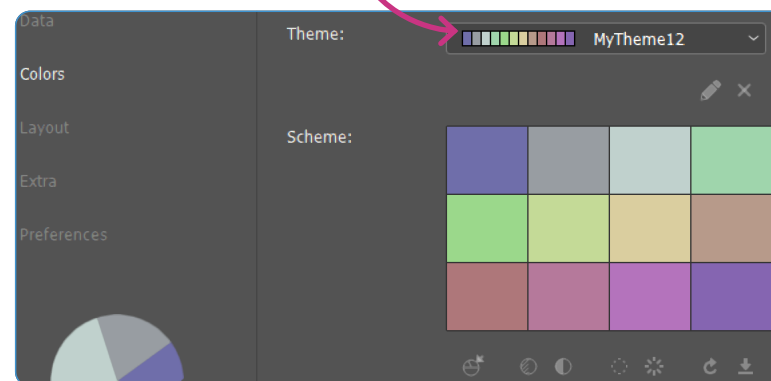 Data
Theme:
MyTheme12
Colors
Layout
Scheme:
Extra
Preferences